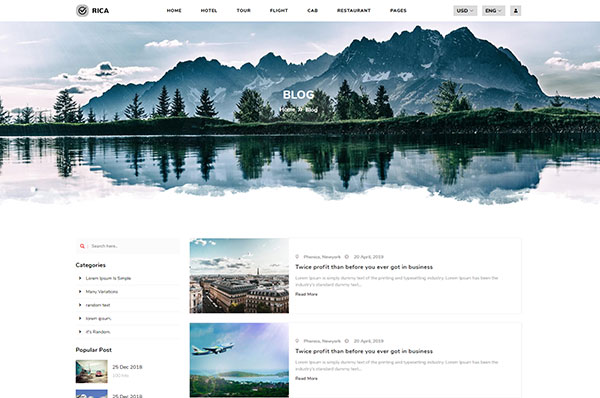 RICA
HOME HOTEL TOUR FLIGHT CAB RESTAURANT PAGES
USD ENG
BLOG
Home Blog
Search here...
Categories
Lorem Ipsum Is Simple
Many Variations
random text
lorem ipsum,
it's Random.
Popular Post
25 Dec 2018
25 Dec 2018
Phonics, Newyork 20 April, 2019
Twice profit than before you ever got in business
Lorem Ipsum is simply dummy text of the printing and typesetting industry. Lorem Ipsum has been the
industry's standard dummy text...
Read More
Phonics, Newyork 20 April, 2019
Twice profit than before you ever got in business
Lorem Ipsum is simply dummy text of the printing and typesetting industry. Lorem Ipsum has been the
industry's standard dummy text...
Read More